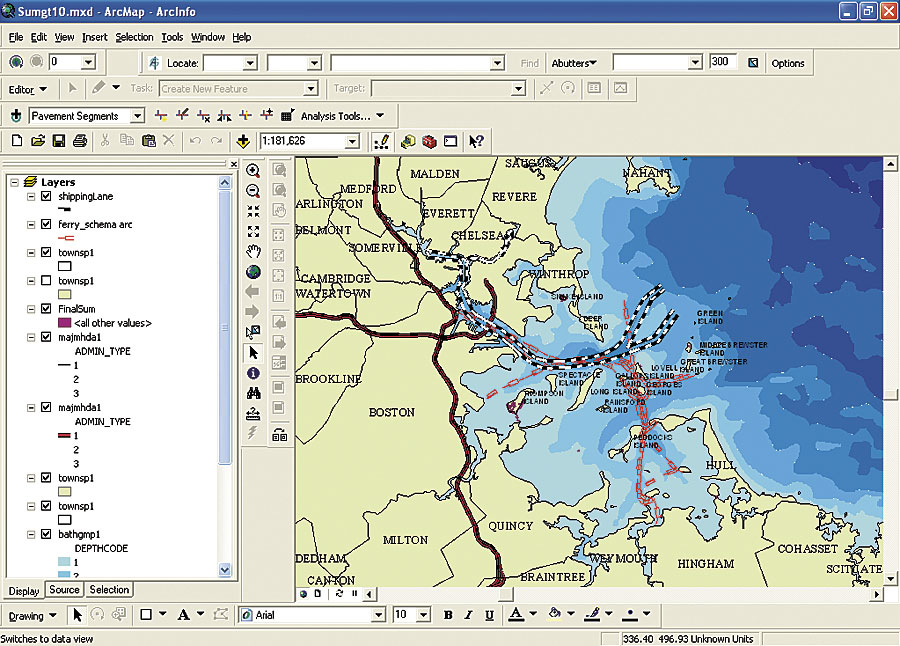 Sumgt10.mxd - ArcMap - ArcInfo
File Edit View Insert Selection Tools Window Help
0 Locate: Find Abutters 300 Options
Editor Task: Create New Feature Target:
Pavement Segments Analysis Tools...
1:181,626
Layers
shippingLane
ferry_schema arc
townsp1
townsp1
FinalSum
<all other values>
majmhda1
ADMIN_TYPE
1
2
3
majmhda1
ADMIN_TYPE
1
2
3
townsp1
townsp1
bathgmp1
DEPTHCODE
1
2
Display Source Selection
SAUGUS
MALDEN
NAHANT
MEDFORD
REVERE
ARLINGTON
EVERETT
BELMONT
CHELSEA
SOMERVILLE
WINTHROP
CAMBRIDGE
WATERTOWN
SNAKE ISLAND
DEER
ISLAND
GREEN
ISLAND
BREWSTER
ISLAND
GREAT BREWSTER
LOVELL ISLAND
BROOKLINE
SPECTACLE
ISLAND
GEORGES
ISLAND
LONG ISLAND
THOMPSON
ISLAND
RAINSFORD
ISLAND
BOSTON
PEDDOCKS
ISLAND
HULL
QUINCY
MILTON
COHASSET
DEDHAM
WEYMOUTH
HINGHAM
SCITUATE
CANTON
BRAINTREE
Drawing A Arial 10 B I U A
Switches to data view 336.40 496.93 Unknown Units